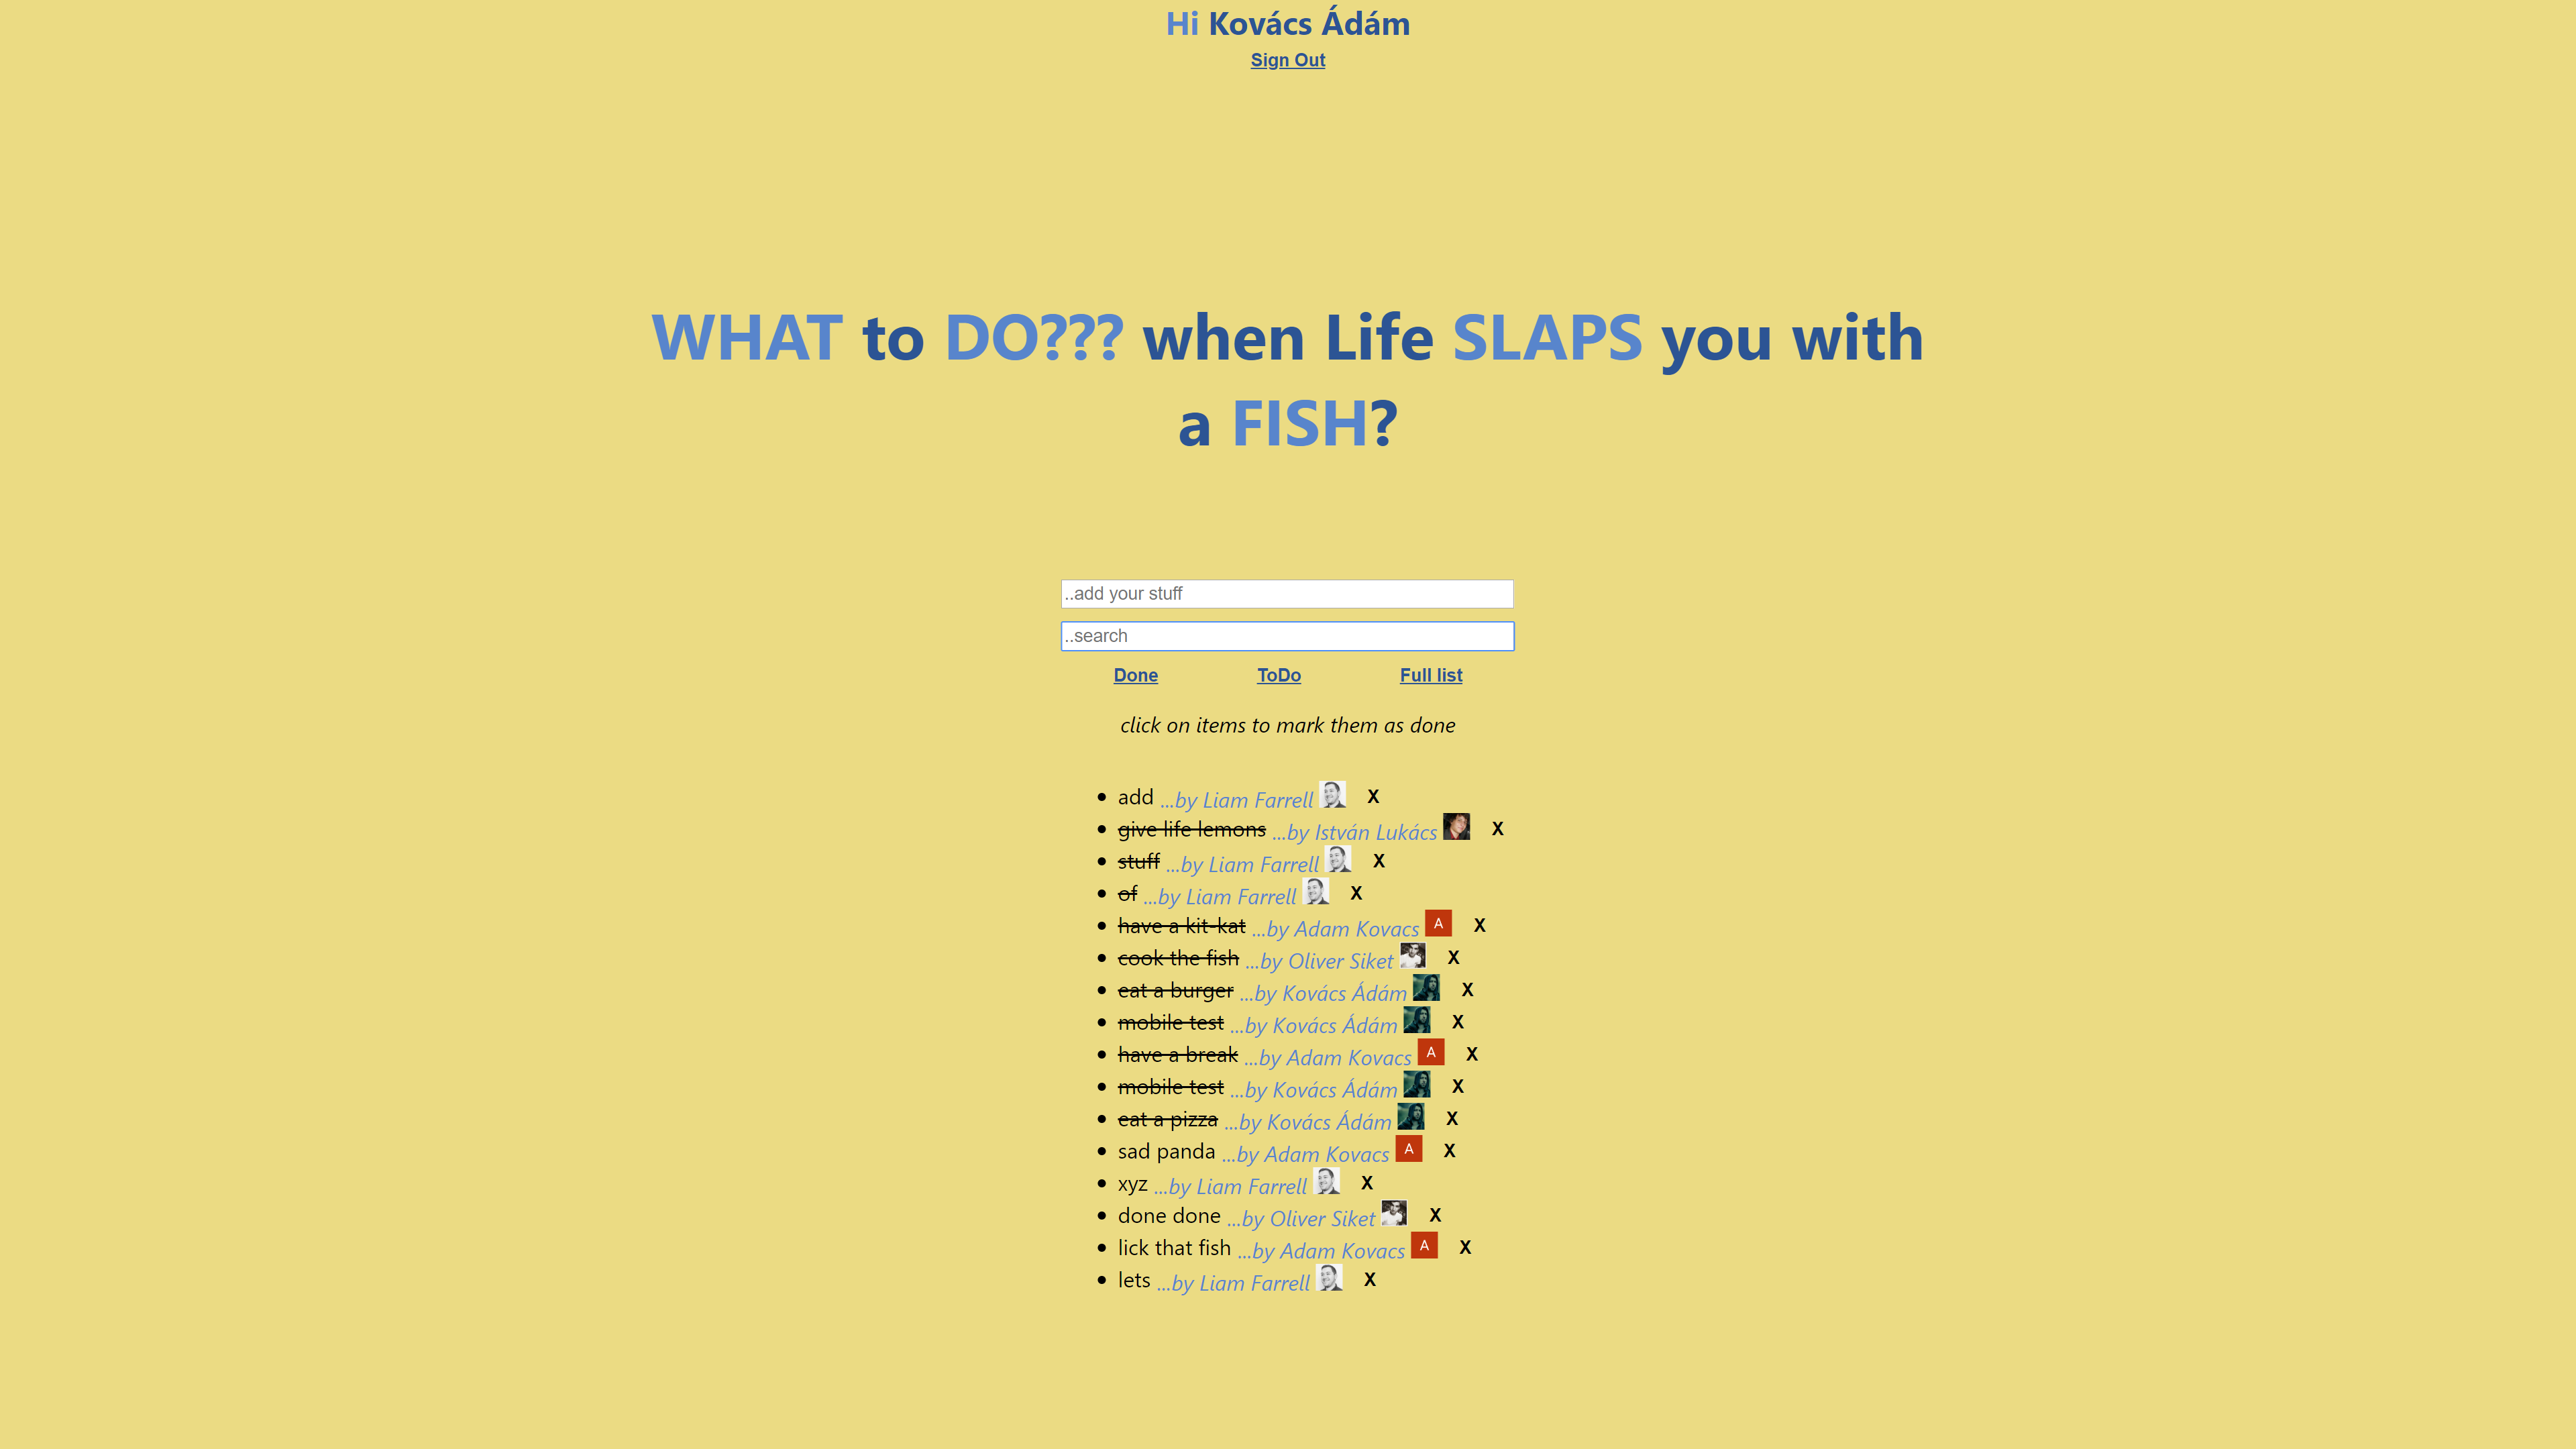 Hi Kovács Ádám
Sign Out
WHAT to DO??? when Life SLAPS you with
a FISH?
..add your stuff
..search
Done ToDo Full list
click on items to mark them as done
add ...by Liam Farrell X
give life lemons ...by István Lukács X
stuff ...by Liam Farrell X
of ...by Liam Farrell X
have a kit-kat ...by Adam Kovacs A X
cook the fish ...by Oliver Siket X
eat a burger ...by Kovács Ádám X
mobile test ...by Kovács Ádám X
have a break ...by Adam Kovacs A X
mobile test ...by Kovács Ádám X
eat a pizza ...by Kovács Ádám X
sad panda ...by Adam Kovacs A X
xyz ...by Liam Farrell X
done done ...by Oliver Siket X
lick that fish ...by Adam Kovacs A X
lets ...by Liam Farrell X